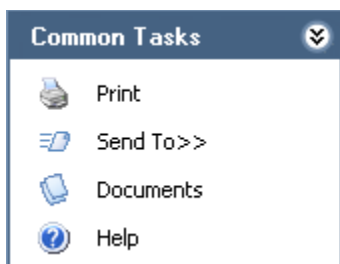 Common Tasks
Print
Send To>>
Documents
Help